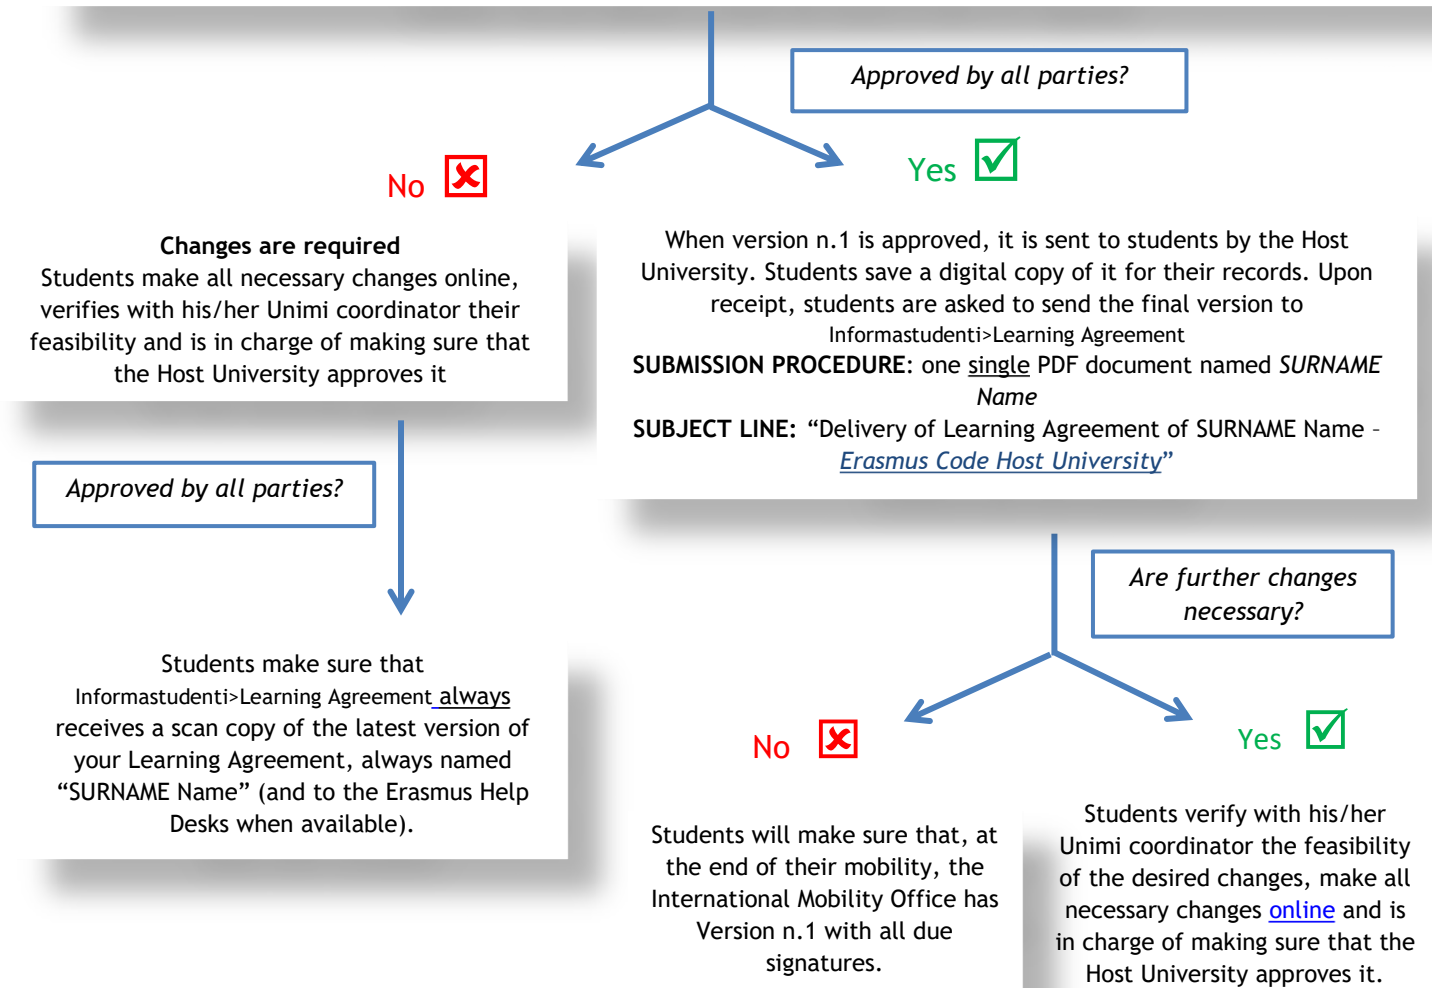 Approved by all parties?
No
Yes
Changes are required
Students make all necessary changes online,
verifies with his/her Unimi coordinator their
feasibility and is in charge of making sure that
the Host University approves it
When version n.1 is approved, it is sent to students by the Host
University. Students save a digital copy of it for their records. Upon
receipt, students are asked to send the final version to
Informastudenti>Learning Agreement
SUBMISSION PROCEDURE: one single PDF document named SURNAME
Name
SUBJECT LINE: “Delivery of Learning Agreement of SURNAME Name –
Erasmus Code Host University”
Approved by all parties?
Students make sure that
Informastudenti>Learning Agreement always
receives a scan copy of the latest version of
your Learning Agreement, always named
“SURNAME Name” (and to the Erasmus Help
Desks when available).
Are further changes
necessary?
No
Yes
Students will make sure that, at
the end of their mobility, the
International Mobility Office has
Version n.1 with all due
signatures.
Students verify with his/her
Unimi coordinator the feasibility
of the desired changes, make all
necessary changes online and is
in charge of making sure that the
Host University approves it.